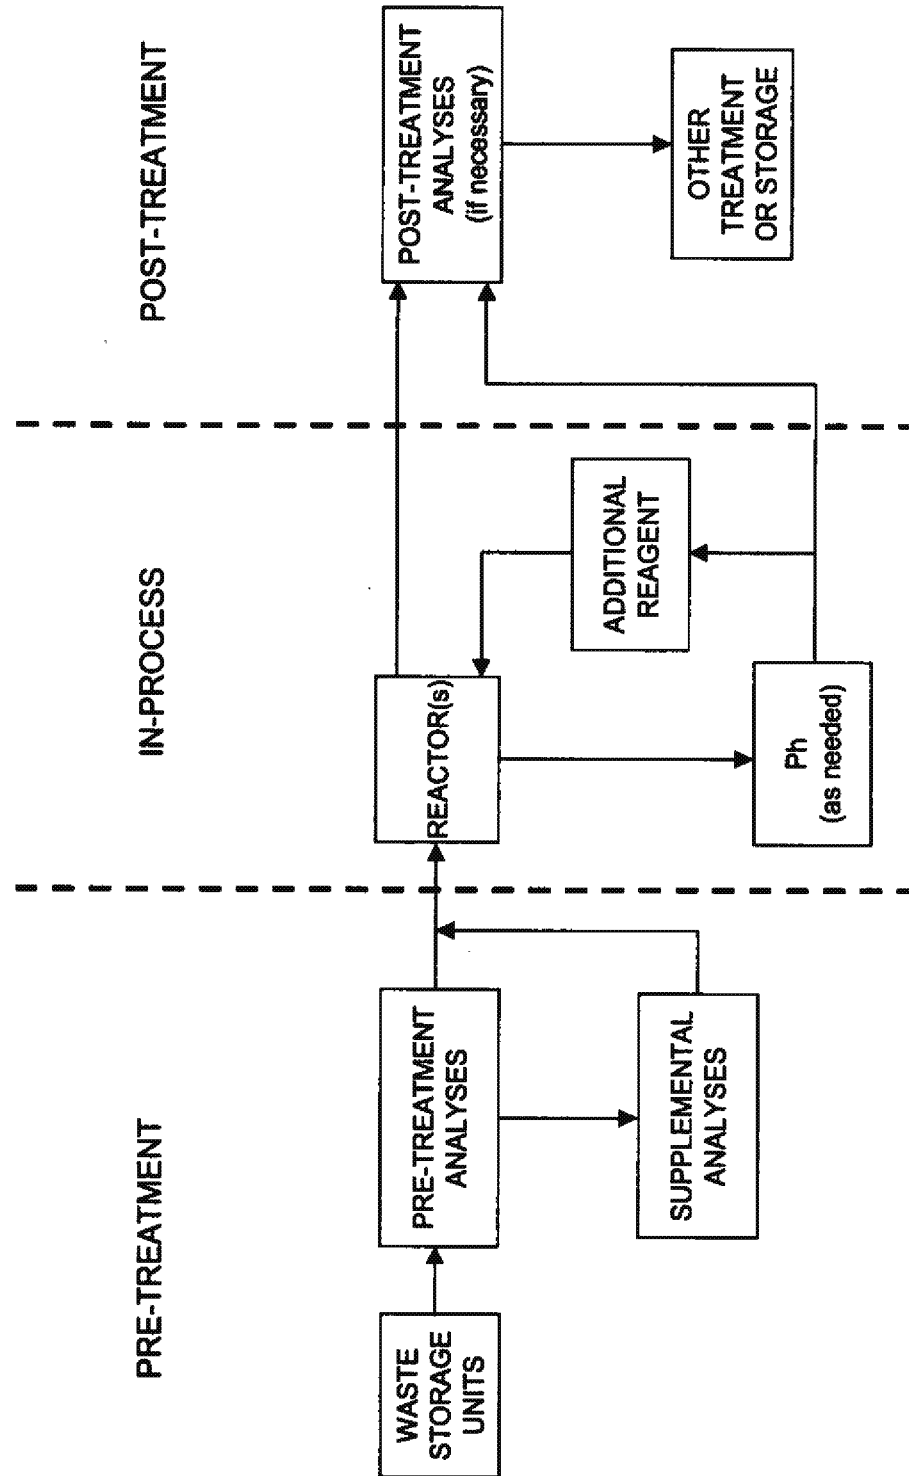 PRE-TREATMENT
IN-PROCESS
POST-TREATMENT
WASTE
STORAGE
UNITS
PRE-TREATMENT
ANALYSES
SUPPLEMENTAL
ANALYSES
REACTOR(s)
Ph
(as needed)
ADDITIONAL
REAGENT
POST-TREATMENT
ANALYSES
(if necessary)
OTHER
TREATMENT
OR STORAGE